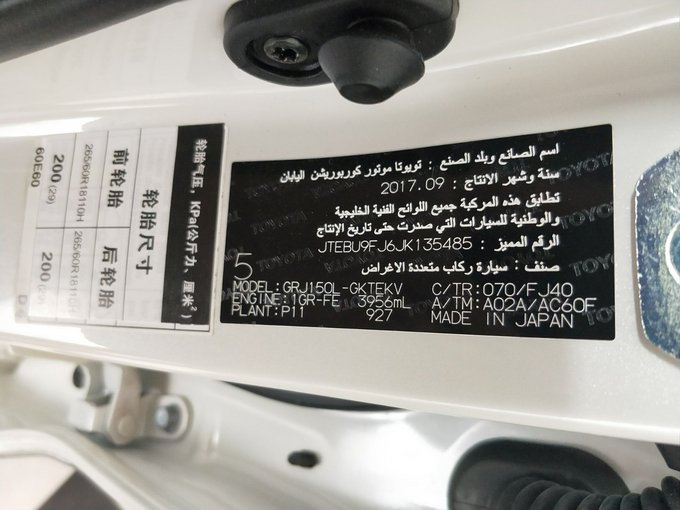 اسم الصانع وبلد الصنع : تويوتا موتور كوربوريشن اليابان
سنة وشهر الانتاج : 2017.09
تطابق هذه المركبة جميع اللوائح الفنية الخليجية
والوطنية للسيارات التي صدرت حتى تاريخ الإنتاج
الرقم المميز : JTEBU9FJ6JK135485
صنف : سيارة ركاب متعددة الاغراض
5
MODEL:GRJ150L-GKTEKV C/TR:070/FJ40
ENGINE:1GR-FE 3956mL A/TM:A02A/AC60F
PLANT:P11 927 MADE IN JAPAN
轮胎气压，KPa(公斤力、厘米²)
轮胎尺寸
前轮胎 后轮胎
265/60R18110H 265/60R18110H
200 (29) 200 (29)
60E60